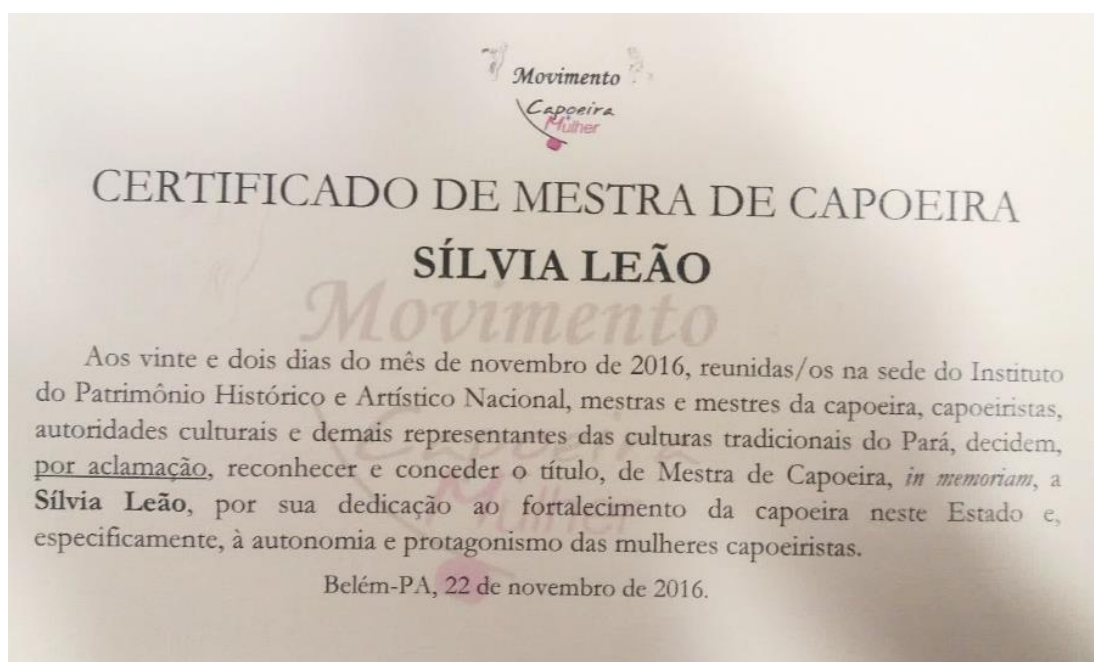 Movimento
Capoeira
Mulher
CERTIFICADO DE MESTRA DE CAPOEIRA
SÍLVIA LEÃO
Movimento
Aos vinte e dois dias do mês de novembro de 2016, reunidas/os na sede do Instituto
do Patrimônio Histórico e Artístico Nacional, mestras e mestres da capoeira, capoeiristas,
autoridades culturais e demais representantes das culturas tradicionais do Pará, decidem,
por aclamação, reconhecer e conceder o título, de Mestra de Capoeira, in memoriam, a
Sílvia Leão, por sua dedicação ao fortalecimento da capoeira neste Estado e,
especificamente, à autonomia e protagonismo das mulheres capoeiristas.
Capoeira
Mulher
Belém-PA, 22 de novembro de 2016.